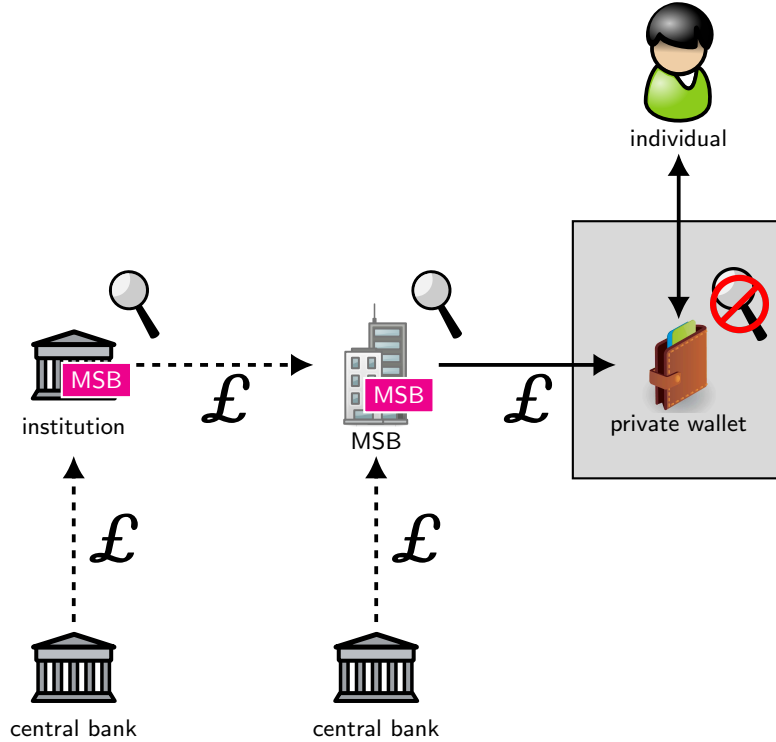 individual
MSB
MSB
£
£
institution
MSB
private wallet
£
£
central bank
central bank